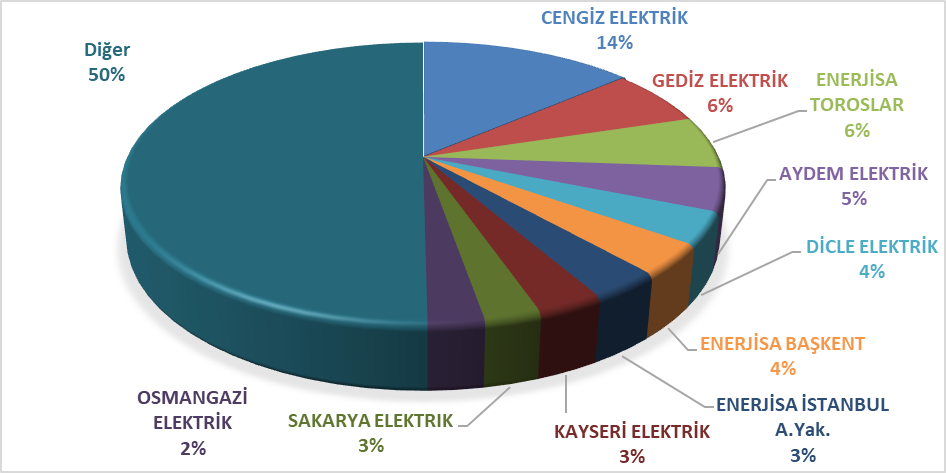 CENGİZ ELEKTRİK
14%
GEDİZ ELEKTRİK
6%
ENERJİSA
TOROSLAR
6%
AYDEM ELEKTRİK
5%
DİCLE ELEKTRİK
4%
ENERJİSA BAŞKENT
4%
ENERJİSA İSTANBUL
A.Yak.
3%
KAYSERİ ELEKTRİK
3%
SAKARYA ELEKTRIK
3%
OSMANGAZİ
ELEKTRİK
2%
Diğer
50%